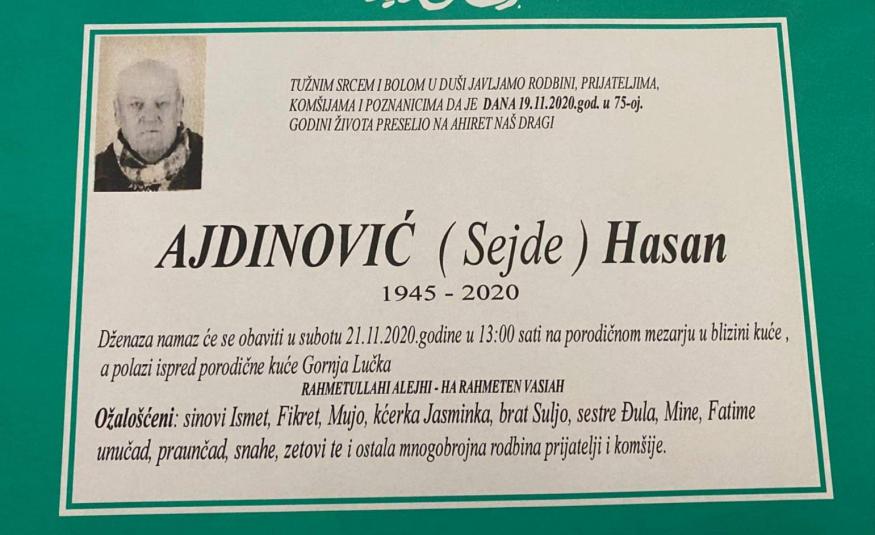 TUŽNIM SRCEM I BOLOM U DUŠI JAVLJAMO RODBINI, PRIJATELJIMA,
KOMŠIJAMA I POZNANICIMA DA JE DANA 19.11.2020.god. u 75-oj.
GODINI ŽIVOTA PRESELIO NA AHIRET NAŠ DRAGI
AJDINOVIĆ ( Sejde ) Hasan
1945 - 2020
Dženaza namaz će se obaviti u subotu 21.11.2020.godine u 13:00 sati na porodičnom mezarju u blizini kuće ,
a polazi ispred porodične kuće Gornja Lučka
RAHMETULLAHI ALEJHI - HA RAHMETEN VASIAH
Ožalošćeni: sinovi Ismet, Fikret, Mujo, kćerka Jasminka, brat Suljo, sestre Đula, Mine, Fatime
unučad, praunčad, snahe, zetovi te i ostala mnogobrojna rodbina prijatelji i komšije.